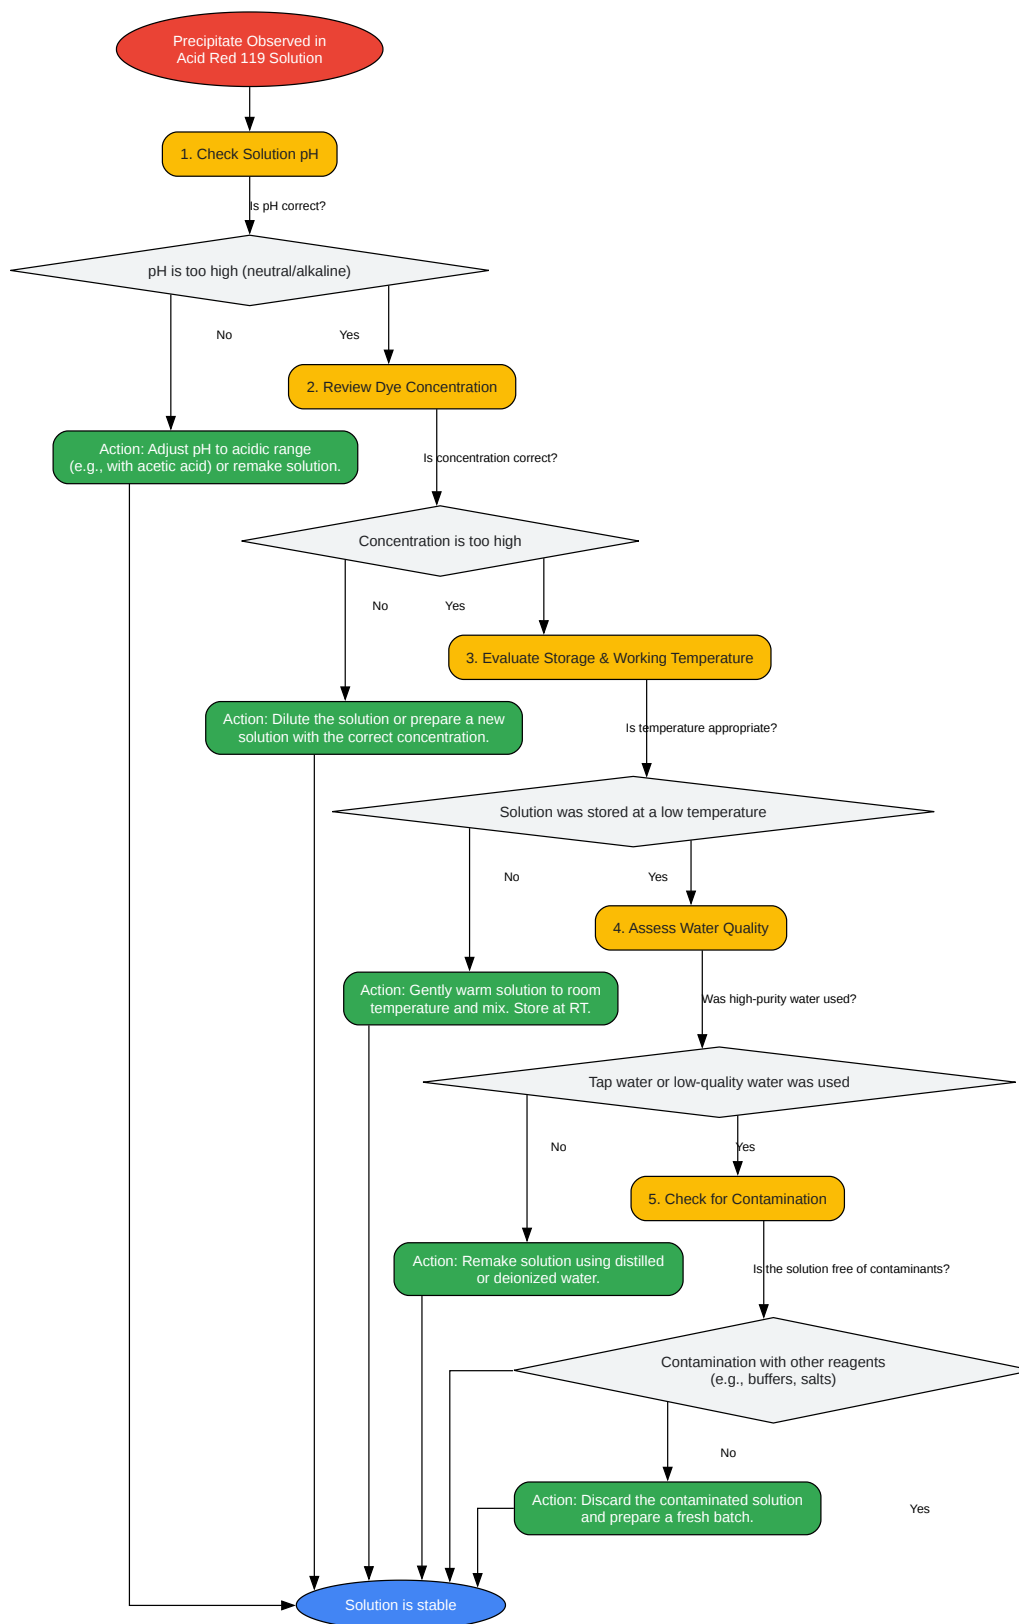 Precipitate Observed in
Acid Red 119 Solution
1. Check Solution pH
Is pH correct?
pH is too high (neutral/alkaline)
No
Yes
2. Review Dye Concentration
Action: Adjust pH to acidic range
(e.g., with acetic acid) or remake solution.
Is concentration correct?
Concentration is too high
No
Yes
3. Evaluate Storage & Working Temperature
Action: Dilute the solution or prepare a new
solution with the correct concentration.
Is temperature appropriate?
Solution was stored at a low temperature
No
Yes
4. Assess Water Quality
Action: Gently warm solution to room
temperature and mix. Store at RT.
Was high-purity water used?
Tap water or low-quality water was used
No
Yes
5. Check for Contamination
Action: Remake solution using distilled
or deionized water.
Is the solution free of contaminants?
Contamination with other reagents
(e.g., buffers, salts)
No
Action: Discard the contaminated solution
and prepare a fresh batch.
Yes
Solution is stable